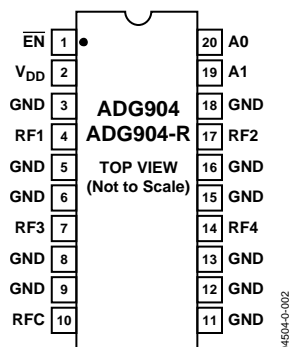 EN 1 20 A0
VDD 2 19 A1
GND 3 18 GND
ADG904
RF1 4 17 RF2
ADG904-R
GND 5 16 GND
TOP VIEW
(Not to Scale)
GND 6 15 GND
RF3 7 14 RF4
GND 8 13 GND
GND 9 12 GND
RFC 10 11 GND
04504-0-002